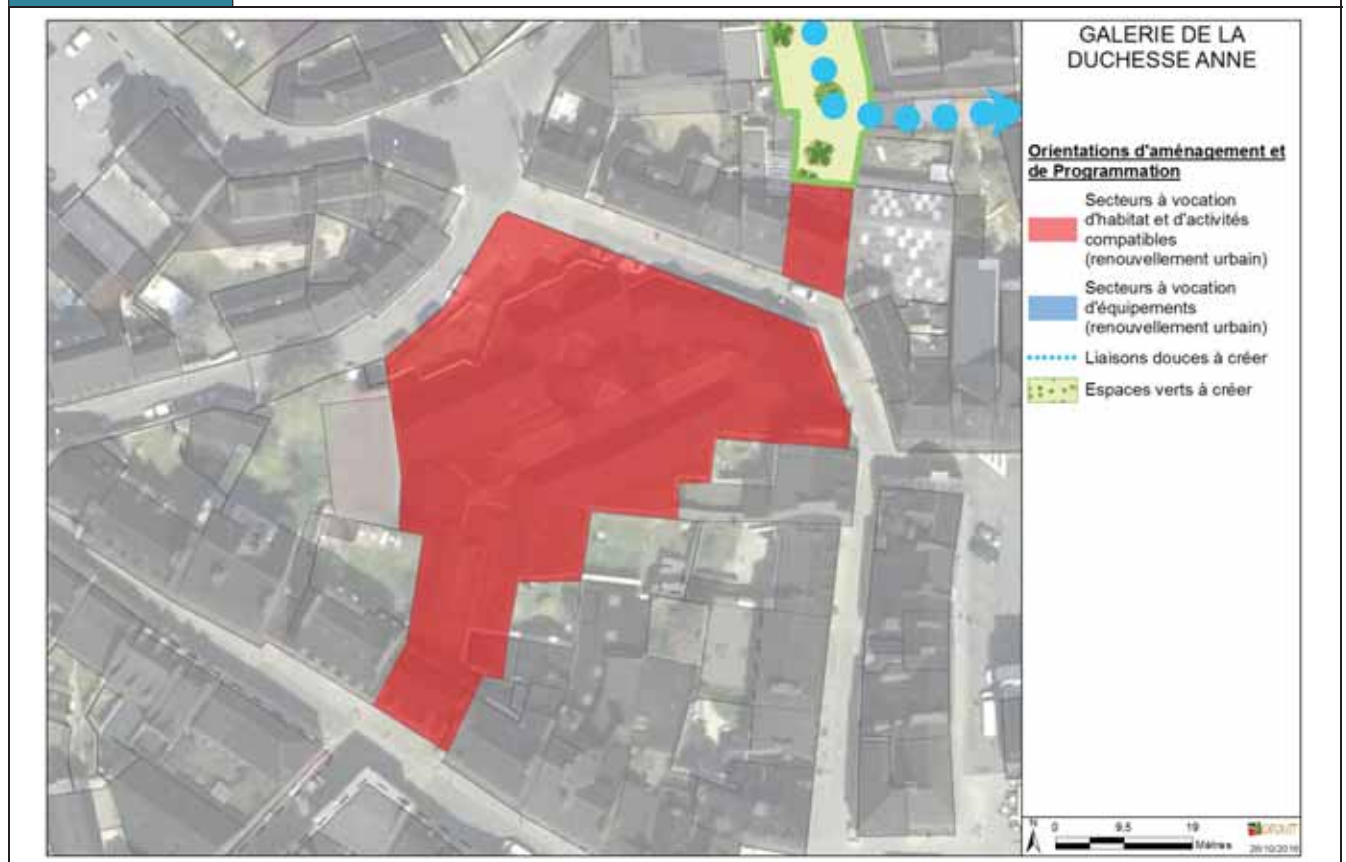 GALERIE DE LA
DUCHESSE ANNE
Orientations d'aménagement et
de Programmation
Secteurs à vocation
d'habitat et d'activités
compatibles
(renouvellement urbain)
Secteurs à vocation
d'équipements
(renouvellement urbain)
Liaisons douces à créer
Espaces verts à créer
N
0 9,5 19
Mètres